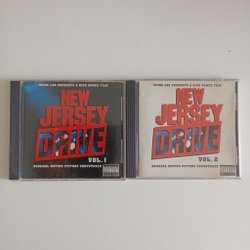 SPIKE LEE PRESENTS A NICK GOMEZ FILM
NEW
JERSEY
DRIVE
VOL. 1
ORIGINAL MOTION PICTURE SOUNDTRACK
SPIKE LEE PRESENTS A NICK GOMEZ FILM
NEW
JERSEY
DRIVE
VOL. 2
ORIGINAL MOTION PICTURE SOUNDTRACK